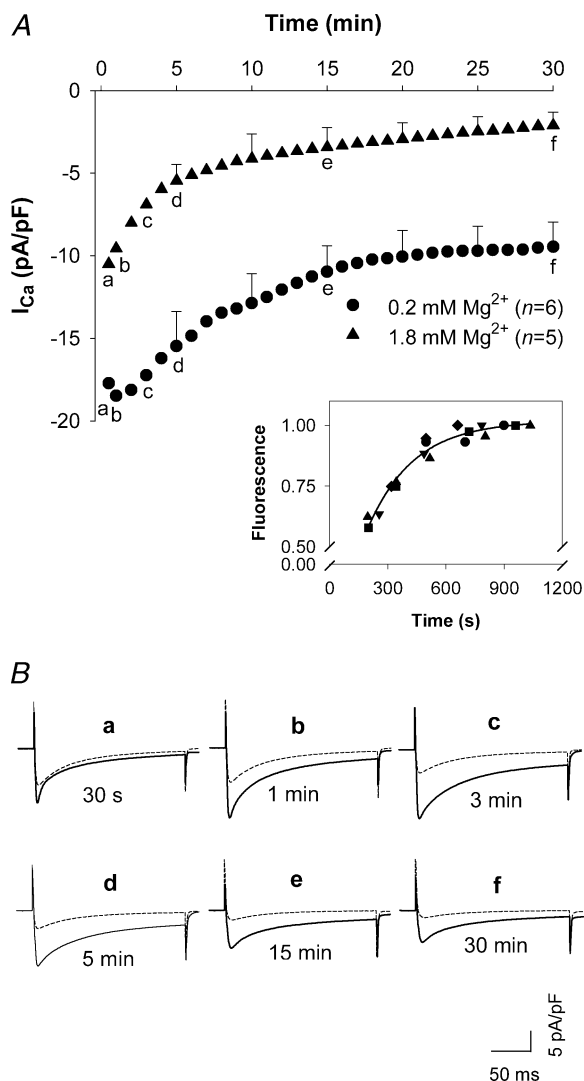 A
Time (min)
0 5 10 15 20 25 30
0
-5
-10
-15
-20
I_Ca (pA/pF)
a b c d e f
a b c d e f
0.2 mM Mg²⁺ (n=6)
1.8 mM Mg²⁺ (n=5)
Fluorescence
1.00
0.75
0.50
0.00
0 300 600 900 1200
Time (s)
B
a b c
30 s 1 min 3 min
d e f
5 min 15 min 30 min
5 pA/pF
50 ms